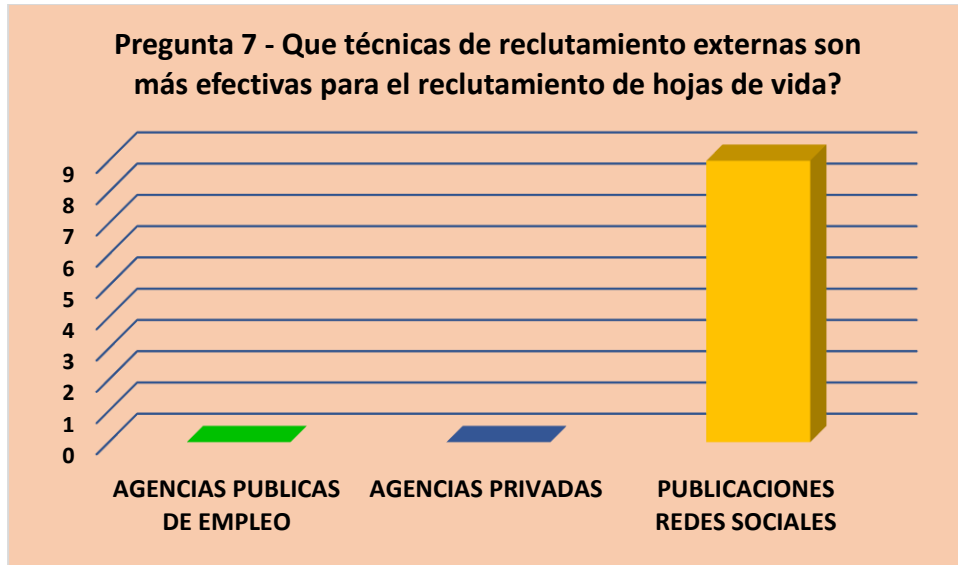 Pregunta 7 - Que técnicas de reclutamiento externas son
más efectivas para el reclutamiento de hojas de vida?
9
8
7
6
5
4
3
2
1
0
AGENCIAS PUBLICAS
DE EMPLEO
AGENCIAS PRIVADAS
PUBLICACIONES
REDES SOCIALES